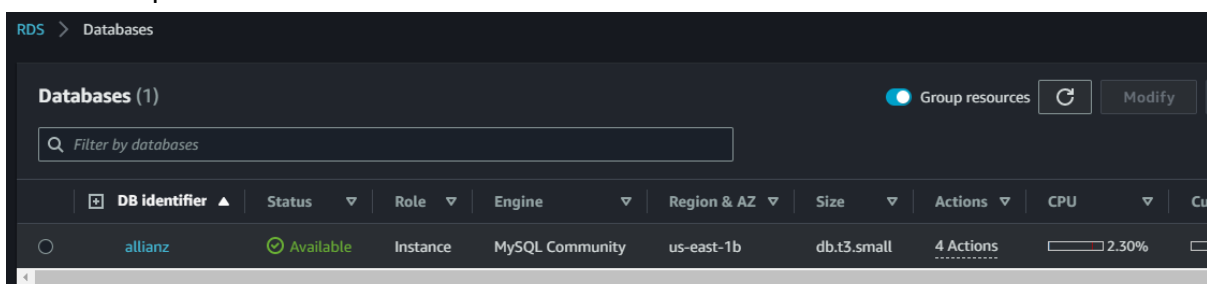 RDS > Databases
Databases (1)
Group resources
Modify
Filter by databases
DB identifier Status Role Engine Region & AZ Size Actions CPU Cu
allianz Available Instance MySQL Community us-east-1b db.t3.small 4 Actions 2.30%